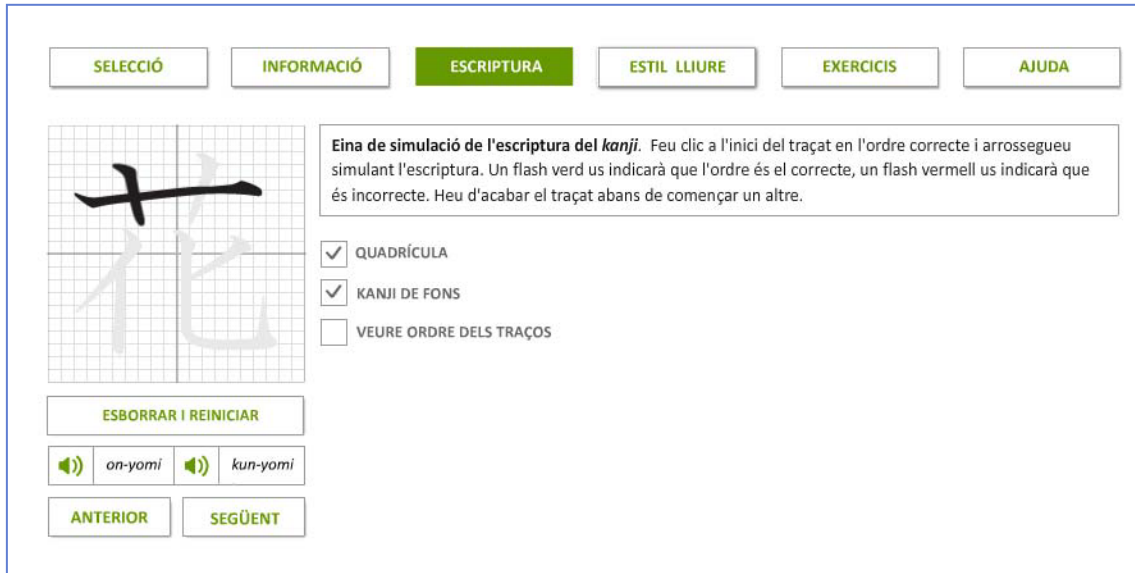 SELECCIÓ INFORMACIÓ ESCRIPTURA ESTIL LLIURE EXERCICIS AJUDA
花
Eina de simulació de l'escriptura del kanji. Feu clic a l'inici del traçat en l'ordre correcte i arrossegueu
simulant l'escriptura. Un flash verd us indicarà que l'ordre és el correcte, un flash vermell us indicarà que
és incorrecte. Heu d'acabar el traçat abans de començar un altre.
QUADRÍCULA
KANJI DE FONS
VEURE ORDRE DELS TRAÇOS
ESBORRAR I REINICIAR
on-yomi kun-yomi
ANTERIOR SEGÜENT